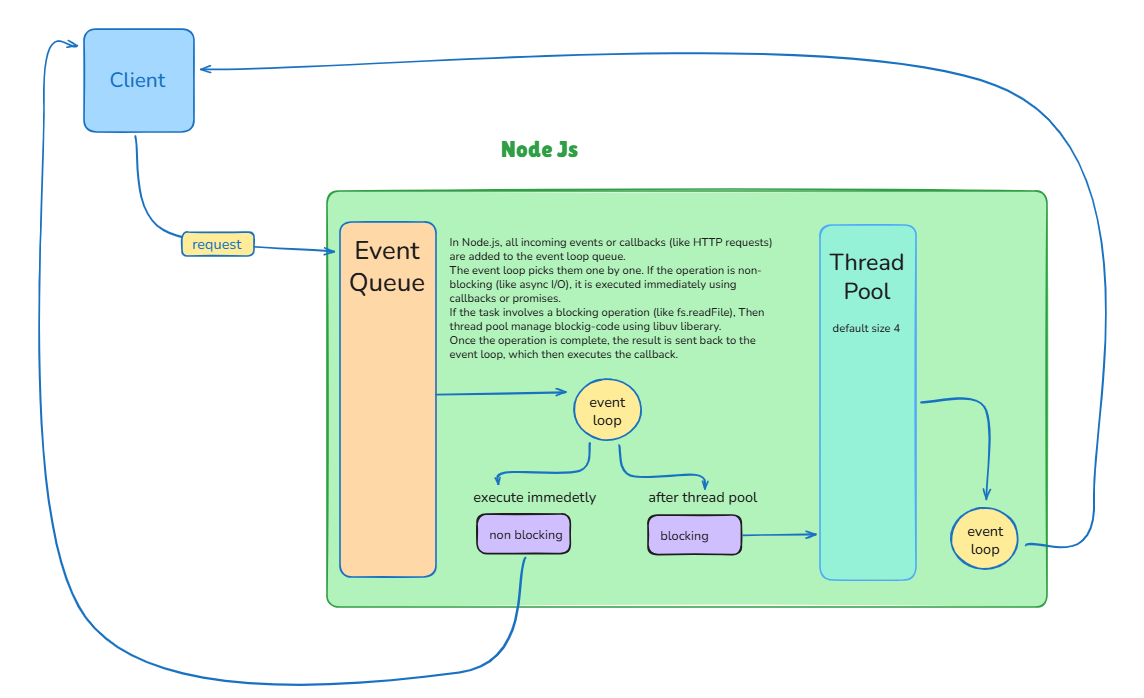 Client
Node Js
request
Event
Queue
In Node.js, all incoming events or callbacks (like HTTP requests)
are added to the event loop queue.
The event loop picks them one by one. If the operation is non-
blocking (like async I/O), it is executed immediately using
callbacks or promises.
If the task involves a blocking operation (like fs.readFile), Then
thread pool manage blockig-code using libuv liberary.
Once the operation is complete, the result is sent back to the
event loop, which then executes the callback.
Thread
Pool
default size 4
event
loop
execute immedetly
after thread pool
non blocking
blocking
event
loop